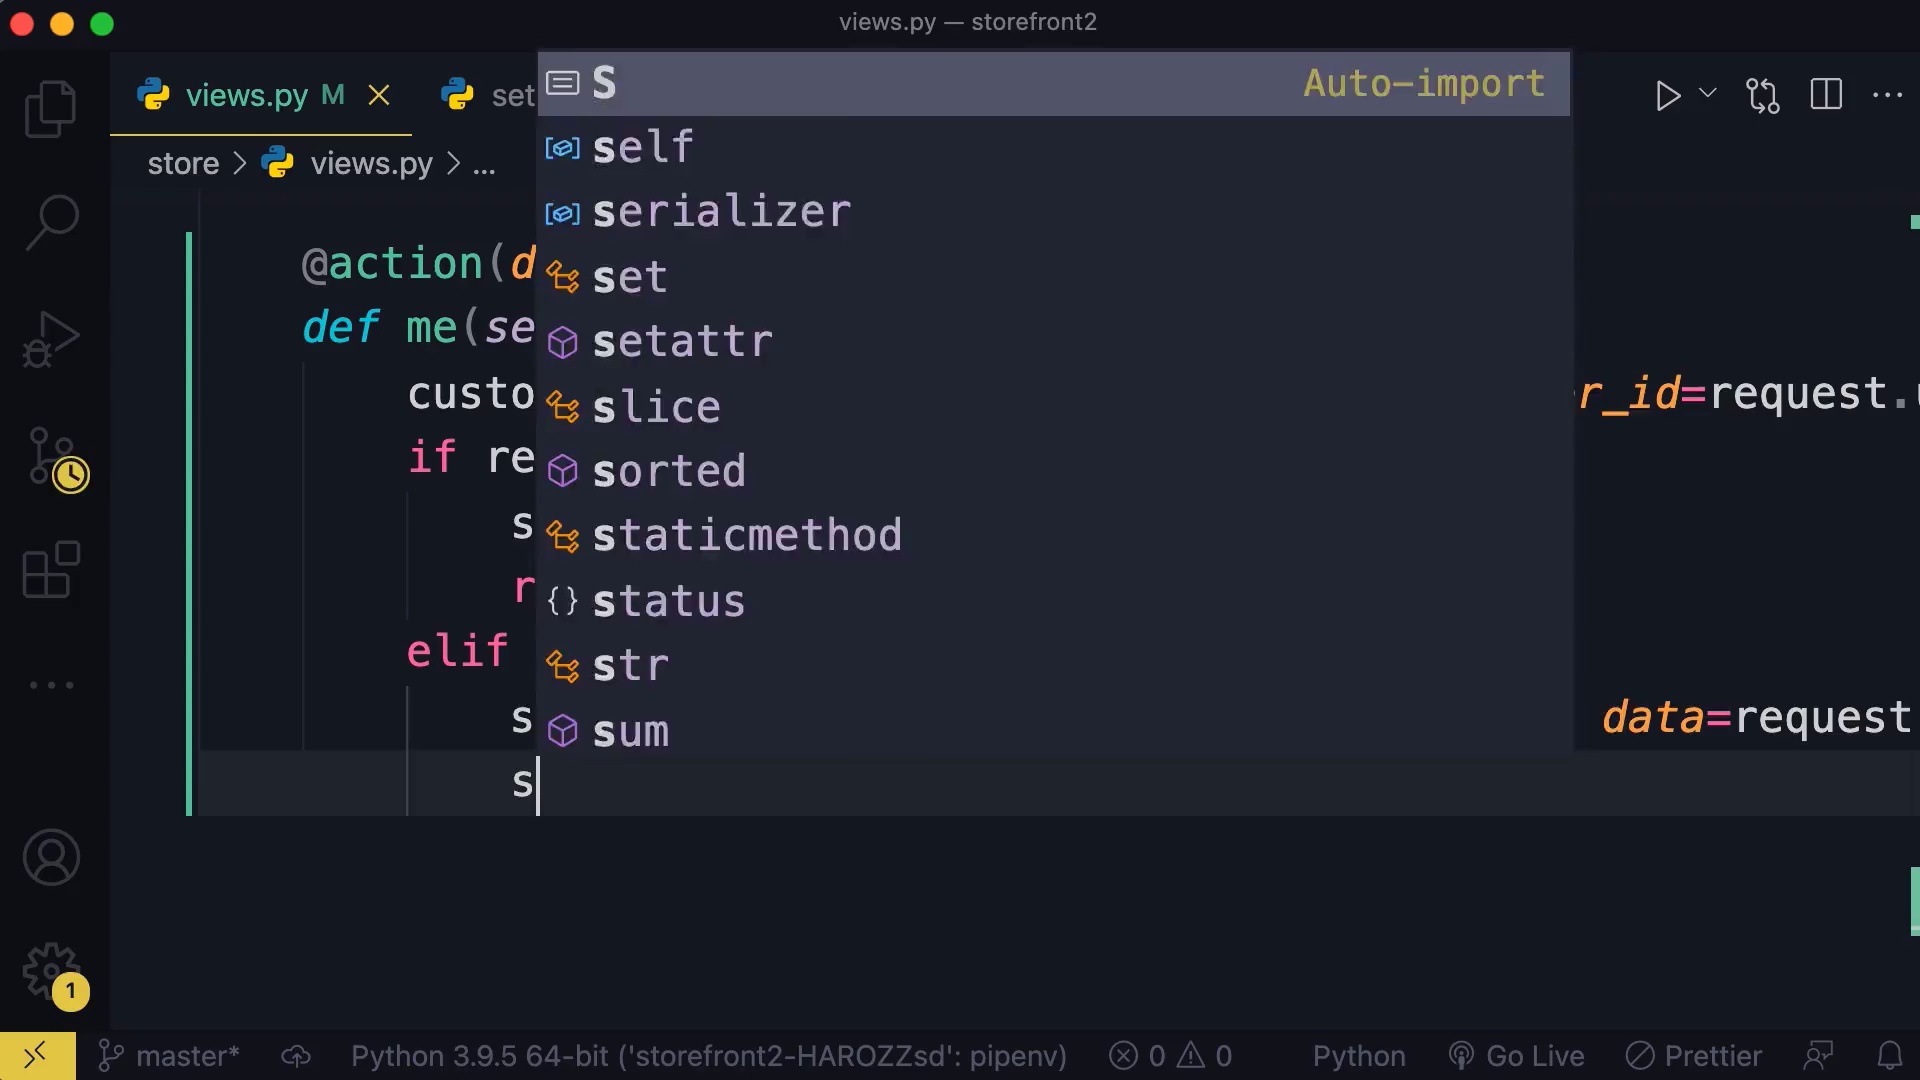 views.py — storefront2
views.py M
set
store > views.py > ...
S Auto-import
self
serializer
set
setattr
slice
sorted
staticmethod
status
str
sum
@action(d
def me(se
custo r_id=request.u
if re
s
r
elif
s data=request
s
1
master* Python 3.9.5 64-bit ('storefront2-HAROZZsd': pipenv) 0 0 Python Go Live Prettier